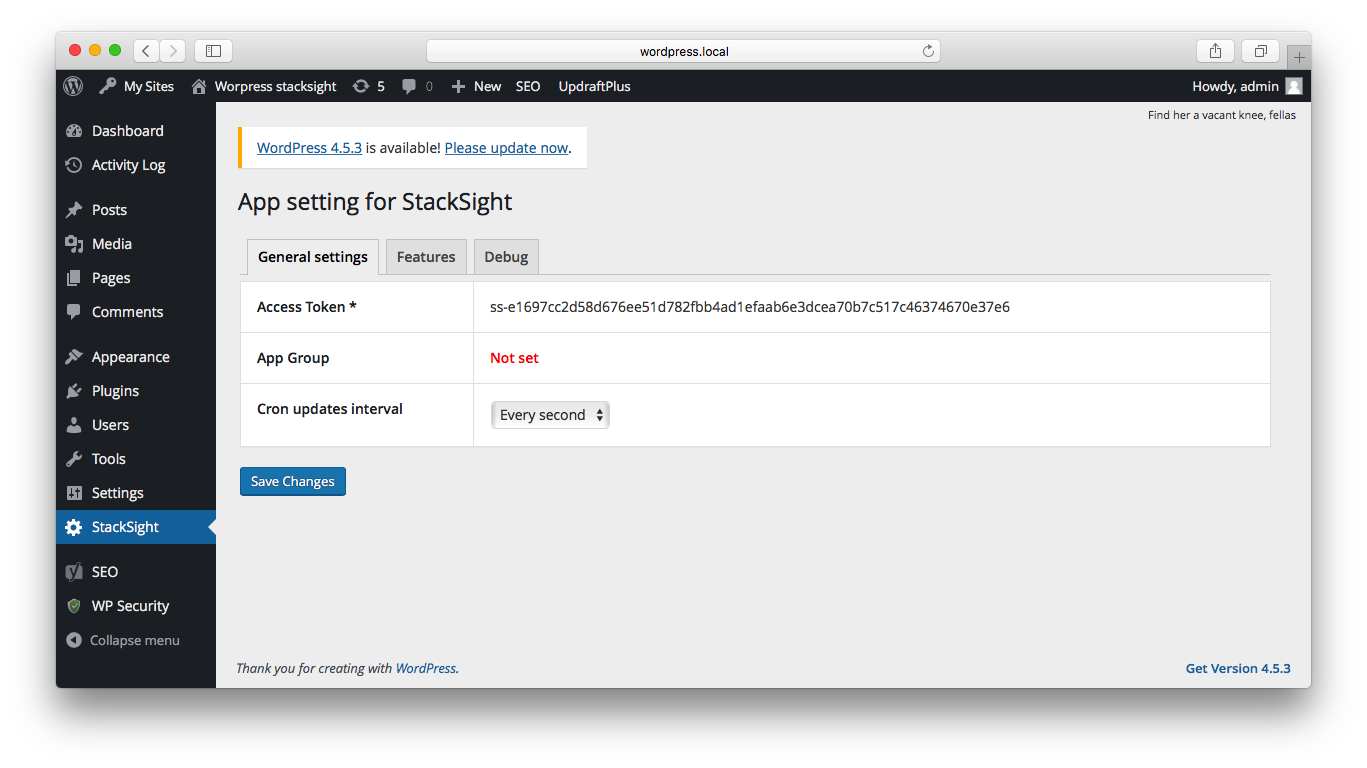 wordpress.local
My Sites Worpress stacksight 5 0 New SEO UpdraftPlus Howdy, admin
Find her a vacant knee, fellas
Dashboard
Activity Log
Posts
Media
Pages
Comments
Appearance
Plugins
Users
Tools
Settings
StackSight
SEO
WP Security
Collapse menu
WordPress 4.5.3 is available! Please update now.
App setting for StackSight
General settings Features Debug
Access Token * ss-e1697cc2d58d676ee51d782fbb4ad1efaab6e3dcea70b7c517c46374670e37e6
App Group Not set
Cron updates interval Every second
Save Changes
Thank you for creating with WordPress. Get Version 4.5.3